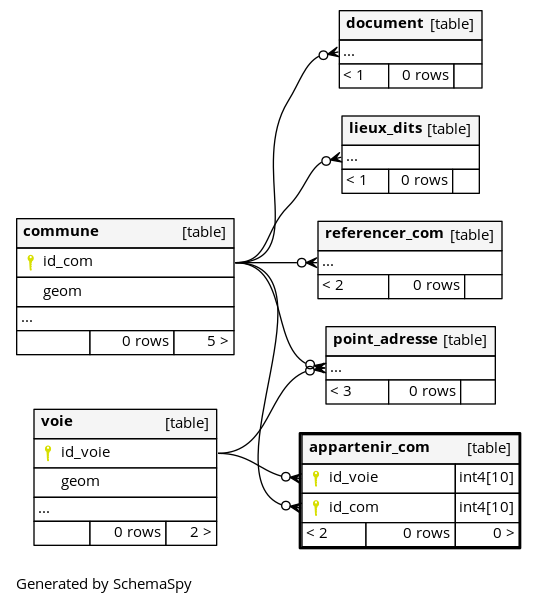 document [table]
...
< 1 0 rows
lieux_dits [table]
...
< 1 0 rows
commune [table]
id_com
geom
...
0 rows 5 >
referencer_com [table]
...
< 2 0 rows
point_adresse [table]
...
< 3 0 rows
voie [table]
id_voie
geom
...
0 rows 2 >
appartenir_com [table]
id_voie int4[10]
id_com int4[10]
< 2 0 rows 0 >
Generated by SchemaSpy